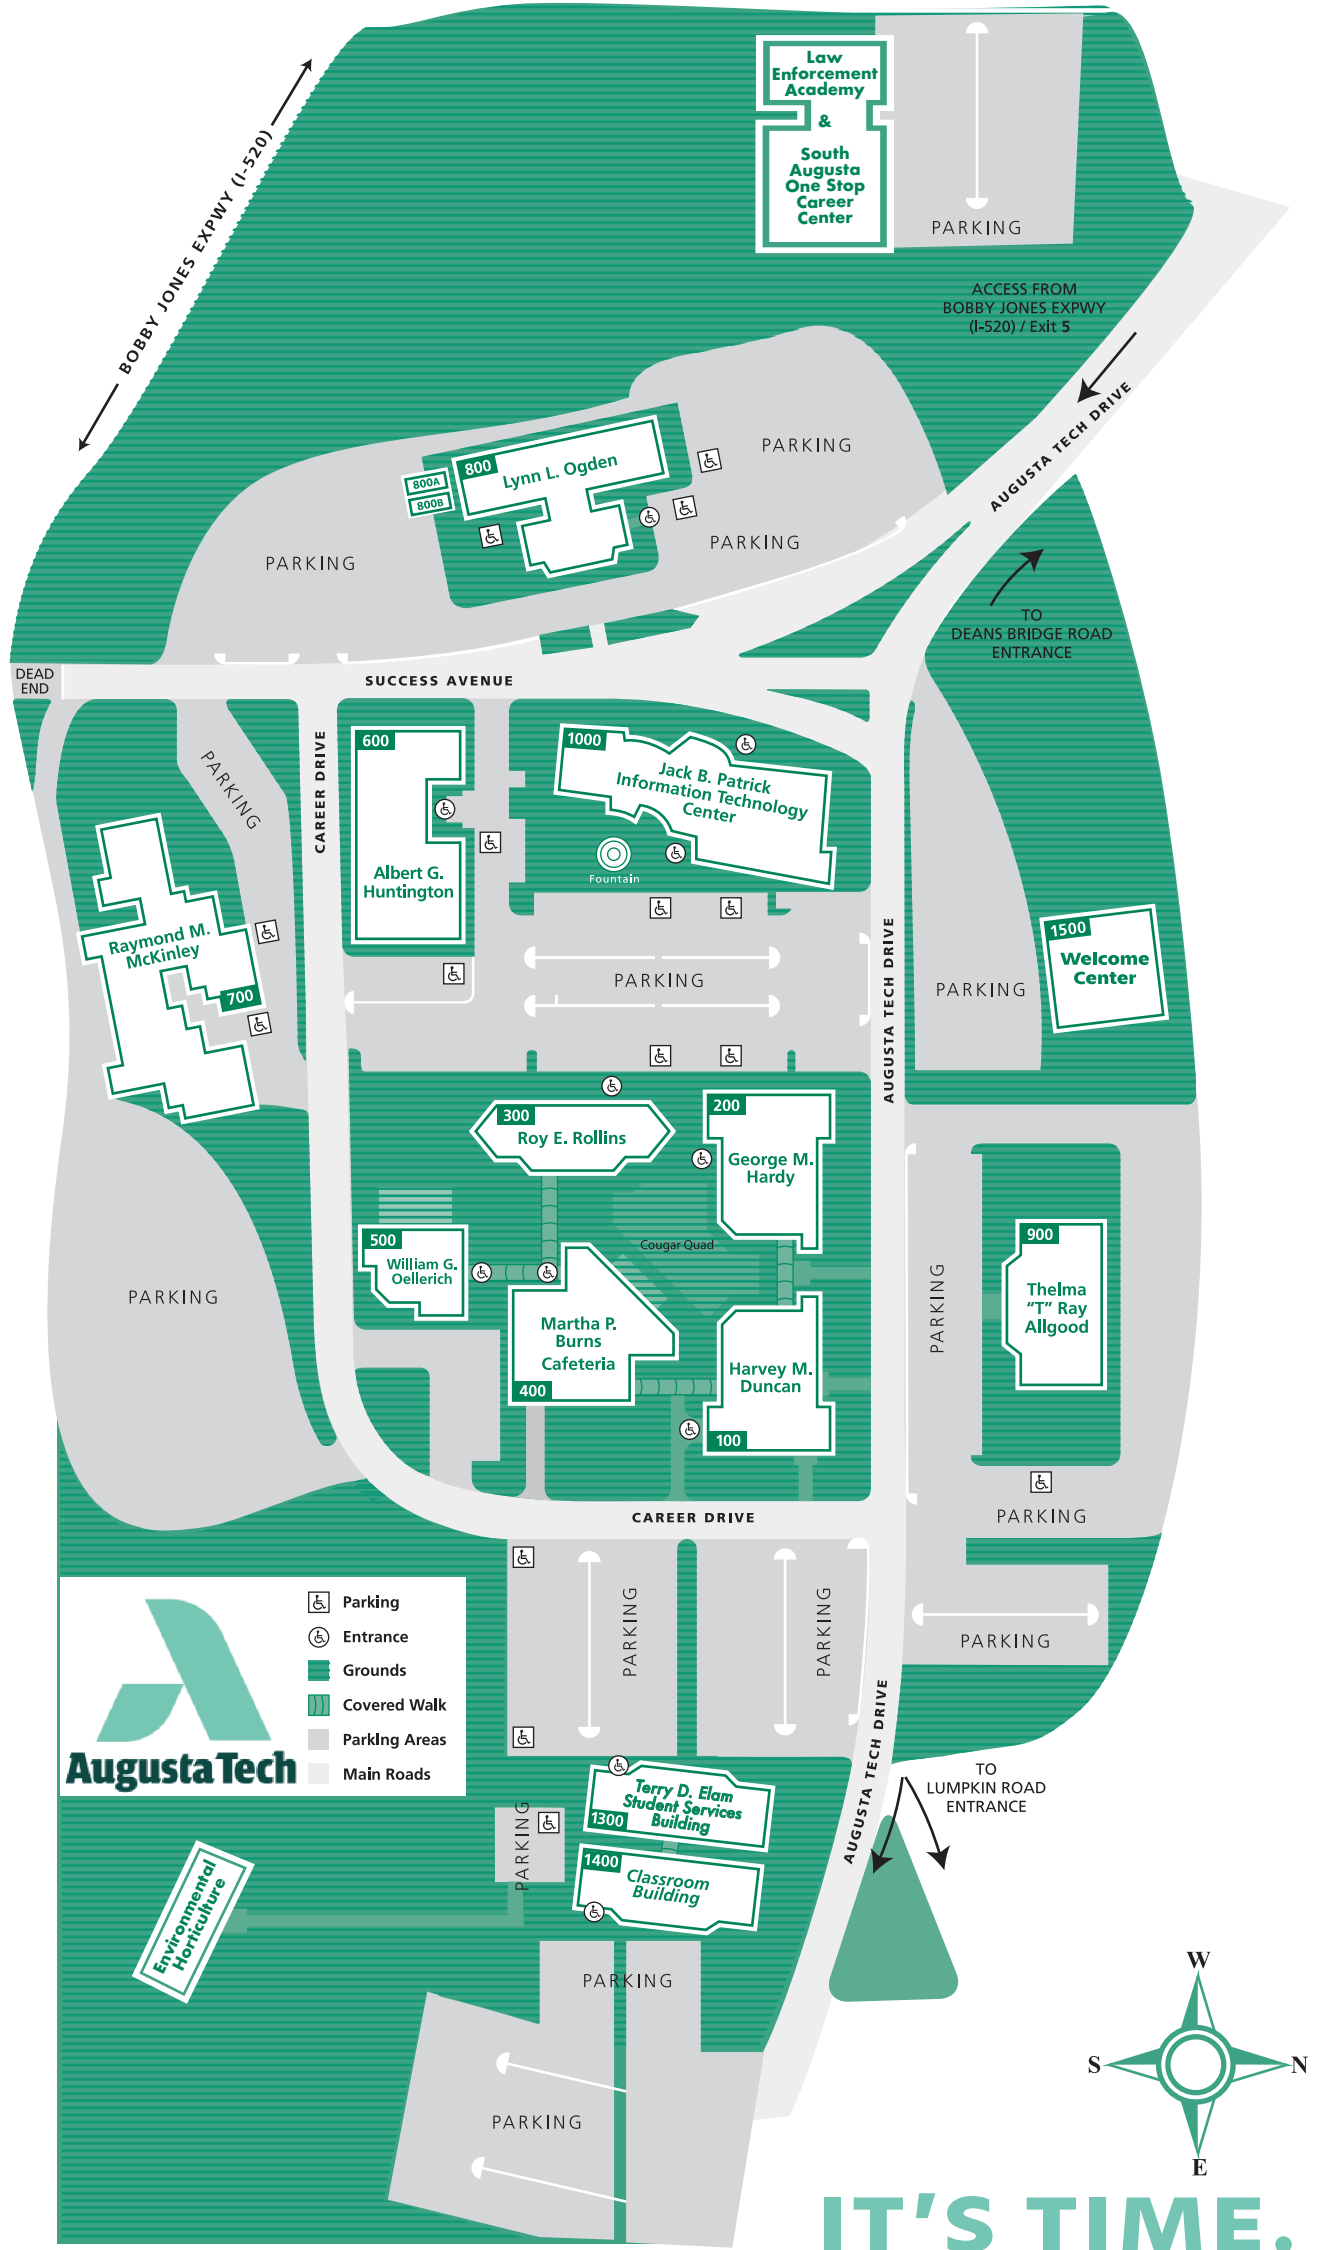 Law
Enforcement
Academy
&
South
Augusta
One Stop
Career
Center
PARKING
BOBBY JONES EXPWY (I-520)
ACCESS FROM
BOBBY JONES EXPWY
(I-520) / Exit 5
AUGUSTA TECH DRIVE
PARKING
800
Lynn L. Ogden
800A
800B
PARKING
PARKING
TO
DEANS BRIDGE ROAD
ENTRANCE
DEAD
END
SUCCESS AVENUE
CAREER DRIVE
PARKING
600
Albert G.
Huntington
1000
Jack B. Patrick
Information Technology
Center
Fountain
Raymond M.
McKinley
700
PARKING
AUGUSTA TECH DRIVE
PARKING
1500
Welcome
Center
300
Roy E. Rollins
200
George M.
Hardy
Cougar Quad
500
William G.
Oellerich
PARKING
Martha P.
Burns
Cafeteria
400
Harvey M.
Duncan
100
PARKING
900
Thelma
"T" Ray
Allgood
PARKING
CAREER DRIVE
PARKING
PARKING
PARKING
Parking
Entrance
Grounds
Covered Walk
Parking Areas
Main Roads
AugustaTech
AUGUSTA TECH DRIVE
TO
LUMPKIN ROAD
ENTRANCE
PARKING
Terry D. Elam
Student Services
Building
1300
1400
Classroom
Building
Environmental
Horticulture
PARKING
PARKING
W
S
N
E
IT'S TIME.